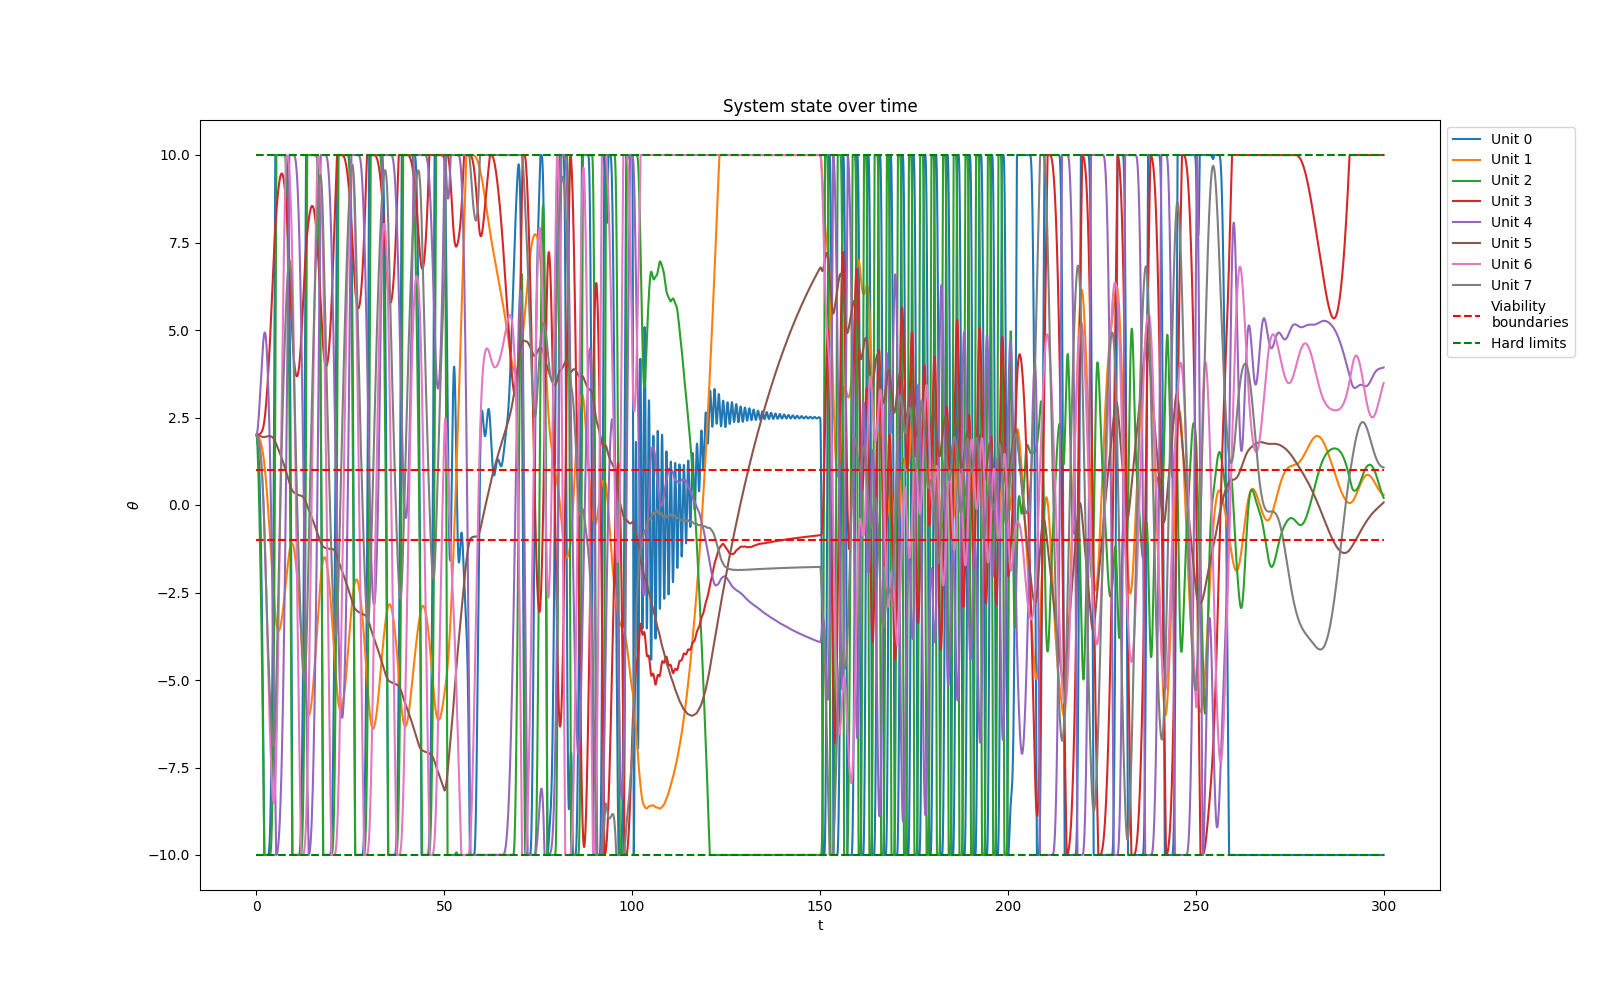 System state over time
10.0
7.5
5.0
2.5
0.0
−2.5
−5.0
−7.5
−10.0
θ
0
50
100
150
200
250
300
t
Unit 0
Unit 1
Unit 2
Unit 3
Unit 4
Unit 5
Unit 6
Unit 7
Viability
boundaries
Hard limits